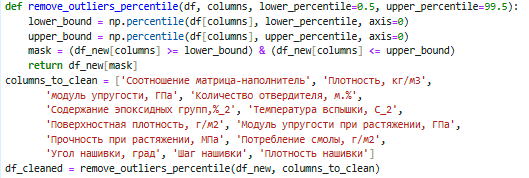 def remove_outliers_percentile(df, columns, lower_percentile=0.5, upper_percentile=99.5):
    lower_bound = np.percentile(df[columns], lower_percentile, axis=0)
    upper_bound = np.percentile(df[columns], upper_percentile, axis=0)
    mask = (df_new[columns] >= lower_bound) & (df_new[columns] <= upper_bound)
    return df_new[mask]
columns_to_clean = ['Соотношение матрица-наполнитель', 'Плотность, кг/м3',
       'модуль упругости, ГПа', 'Количество отвердителя, м.%',
       'Содержание эпоксидных групп,%_2', 'Температура вспышки, С_2',
       'Поверхностная плотность, г/м2', 'Модуль упругости при растяжении, ГПа',
       'Прочность при растяжении, МПа', 'Потребление смолы, г/м2',
       'Угол нашивки, град', 'Шаг нашивки', 'Плотность нашивки']
df_cleaned = remove_outliers_percentile(df_new, columns_to_clean)